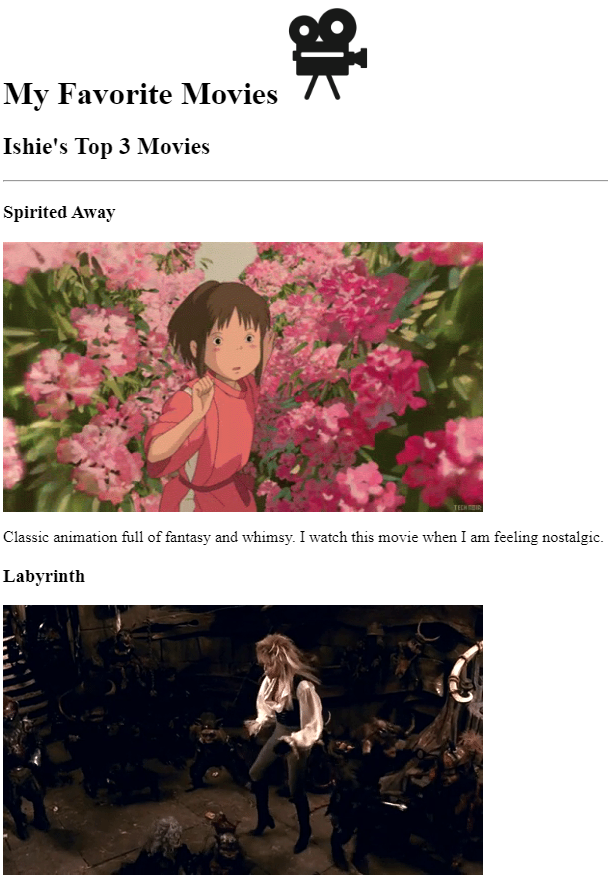 My Favorite Movies
Ishie's Top 3 Movies
Spirited Away
Classic animation full of fantasy and whimsy. I watch this movie when I am feeling nostalgic.
Labyrinth